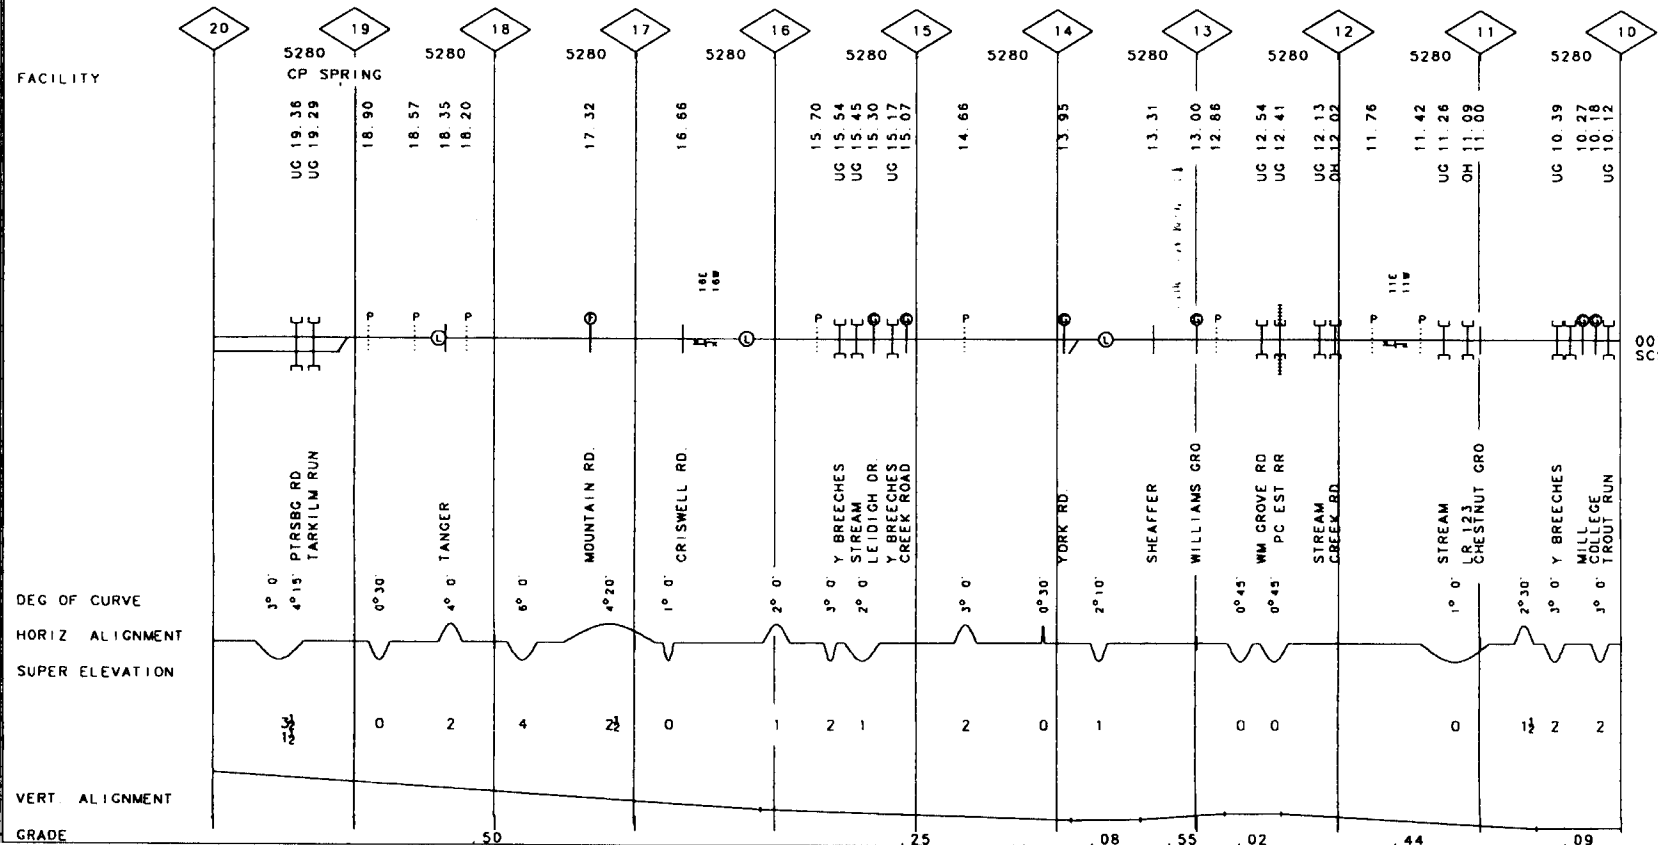 20 19 18 17 16 15 14 13 12 11 10
5280 5280 5280 5280 5280 5280 5280 5280 5280 5280
FACILITY
CP SPRING
UG 19.36
UG 19.29
18.90
18.57
18.35
18.20
17.32
16.66
15.70
UG 15.54
UG 15.45
15.30
UG 15.17
15.07
14.66
13.95
13.31
13.00
12.86
UG 12.54
UG 12.41
UG 12.13
OH 12.02
11.76
11.42
UG 11.26
OH 11.09
11.00
UG 10.39
10.27
10.18
UG 10.12
16E
16W
11E
11W
P P L P F L P G G P G L G P P P G G
00
SC
PTRSBG RD
TARKILM RUN
TANGER
MOUNTAIN RD.
CRISWELL RD.
Y BREECHES
STREAM
LEIDIGH DR.
Y BREECHES
CREEK ROAD
YORK RD.
SHEAFFER
WILLIAMS GRO
WM GROVE RD
PC EST RR
STREAM
CREEK RD
STREAM
LR 123
CHESTNUT GRO
Y BREECHES
MILL
COLLEGE
TROUT RUN
DEG OF CURVE
3° 0' 4° 15' 0° 30' 4° 0' 6° 0' 4° 20' 1° 0' 2° 0' 3° 0' 2° 0' 3° 0' 0° 30' 2° 10' 0° 45' 0° 45' 1° 0' 2° 30' 3° 0' 3° 0'
HORIZ ALIGNMENT
SUPER ELEVATION
3½ 0 2 4 2½ 0 1 2 1 2 0 1 0 0 0 1½ 2 2
1½
VERT. ALIGNMENT
GRADE
.50 .25 .08 .55 .02 .44 .09